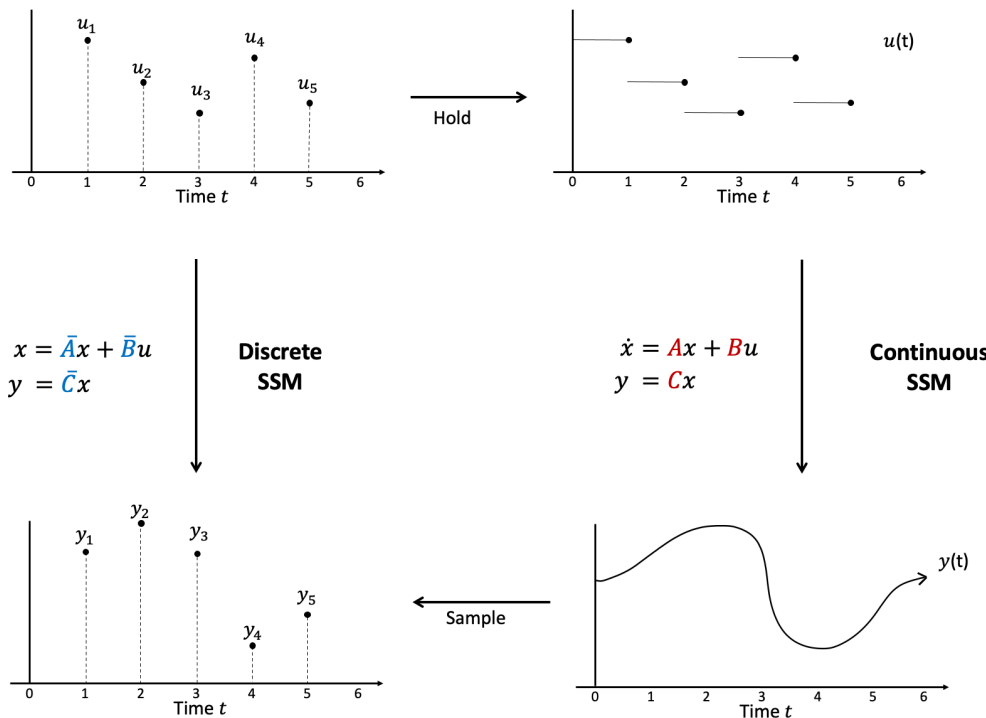 u₁
u₂
u₃
u₄
u₅
0 1 2 3 4 5 6
Time t
Hold
u(t)
0 1 2 3 4 5 6
Time t
x = A̅x + B̅u
y = C̅x
Discrete
SSM
ẋ = Ax + Bu
y = Cx
Continuous
SSM
y₁
y₂
y₃
y₄
y₅
0 1 2 3 4 5 6
Time t
Sample
y(t)
0 1 2 3 4 5 6
Time t